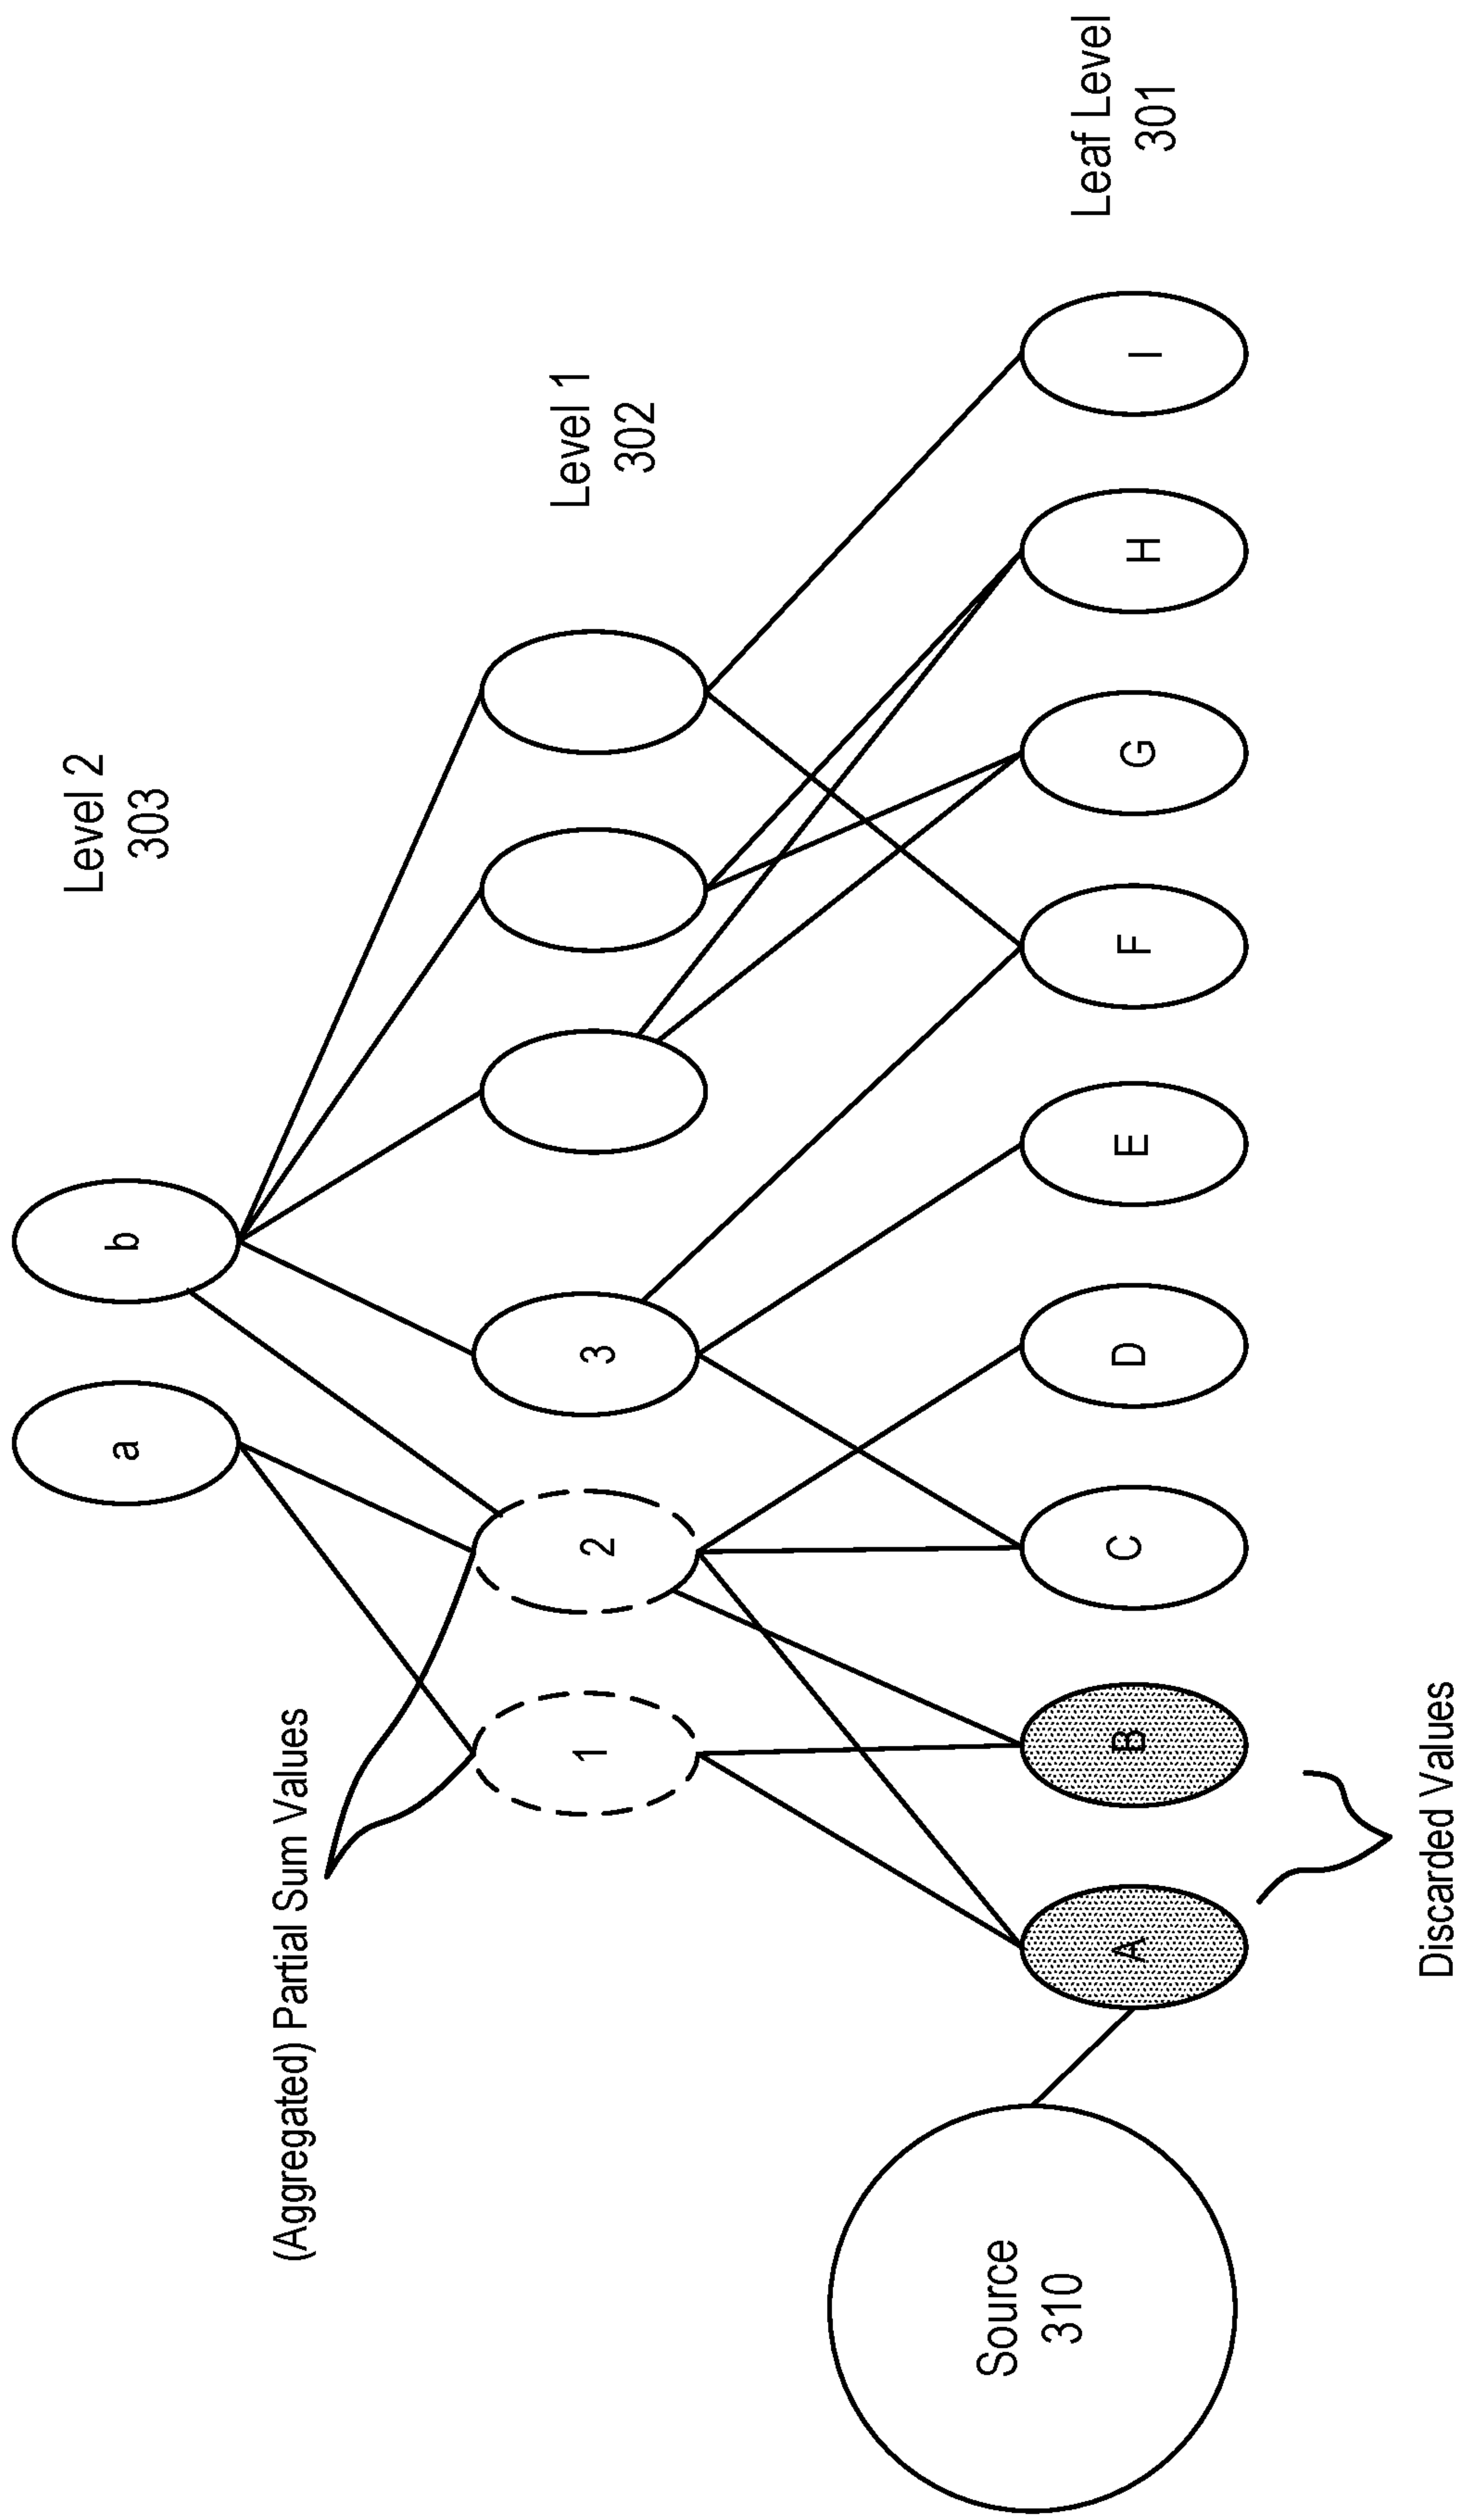 Level 2
303
a
b
(Aggregated) Partial Sum Values
Level 1
302
1
2
3
Source
310
Leaf Level
301
A
B
C
D
E
F
G
H
I
Discarded Values